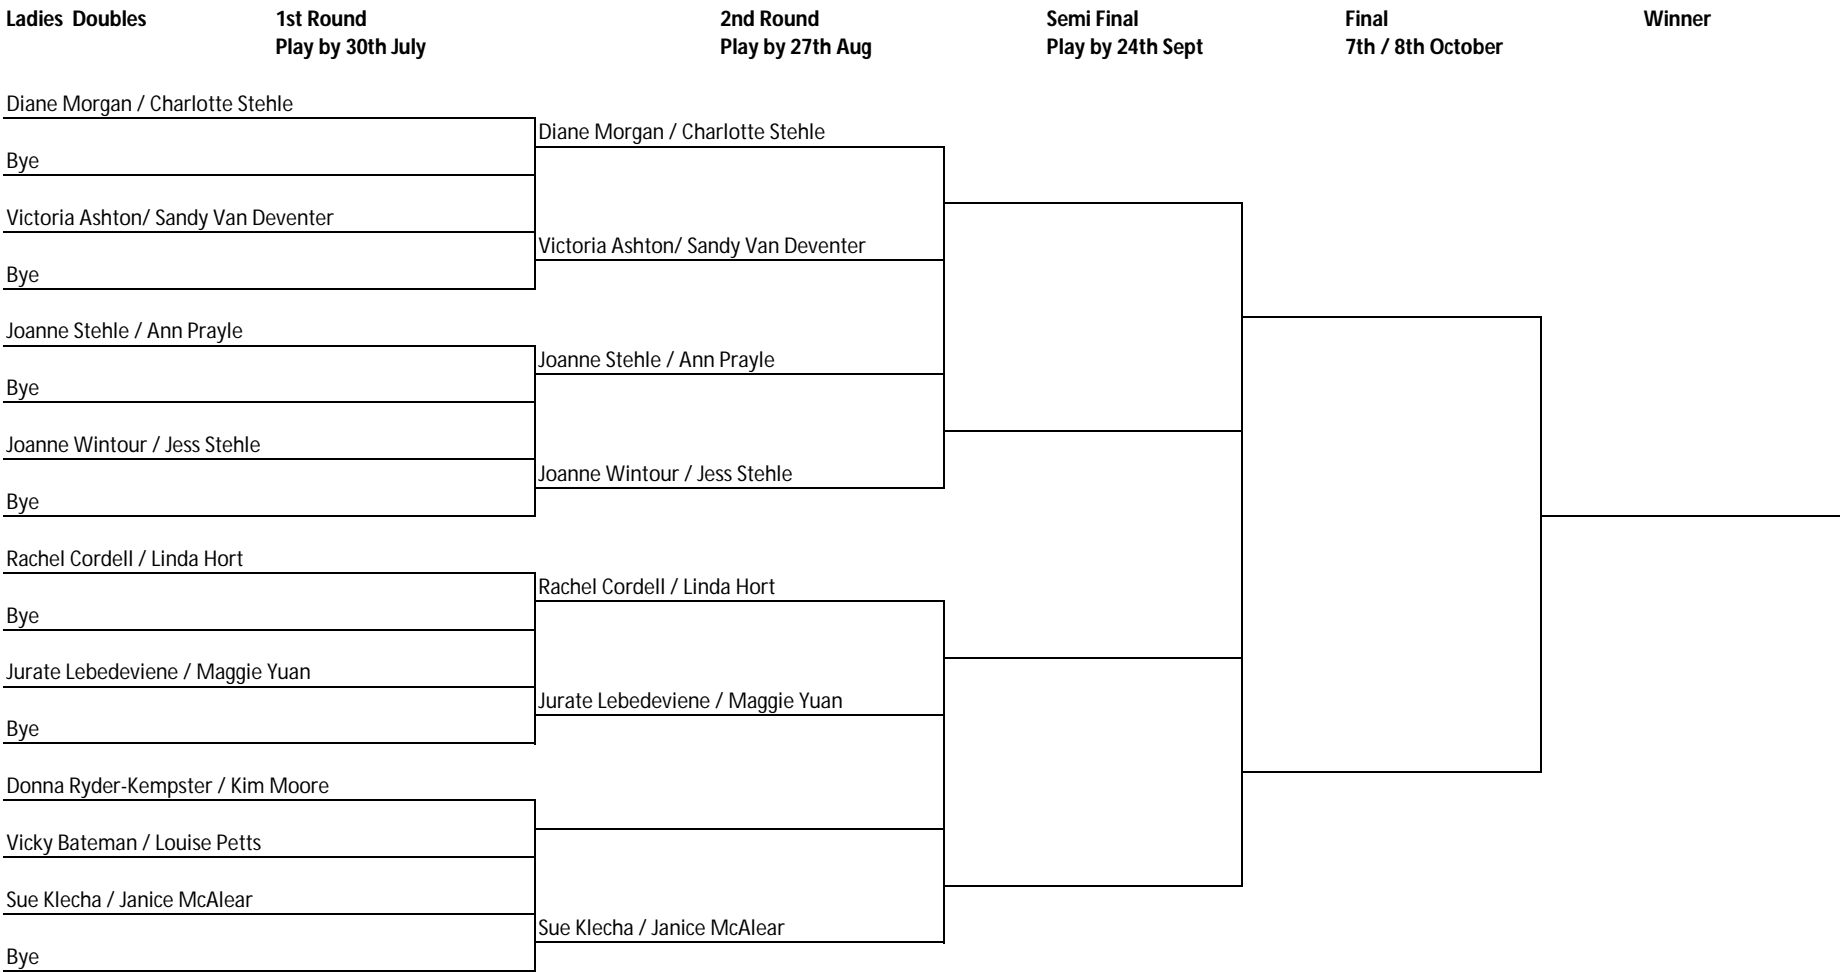 Ladies Doubles 1st Round 2nd Round Semi Final Final Winner
Play by 30th July Play by 27th Aug Play by 24th Sept 7th / 8th October
Diane Morgan / Charlotte Stehle
Diane Morgan / Charlotte Stehle
Bye
Victoria Ashton/ Sandy Van Deventer
Victoria Ashton/ Sandy Van Deventer
Bye
Joanne Stehle / Ann Prayle
Joanne Stehle / Ann Prayle
Bye
Joanne Wintour / Jess Stehle
Joanne Wintour / Jess Stehle
Bye
Rachel Cordell / Linda Hort
Rachel Cordell / Linda Hort
Bye
Jurate Lebedeviene / Maggie Yuan
Jurate Lebedeviene / Maggie Yuan
Bye
Donna Ryder-Kempster / Kim Moore
Vicky Bateman / Louise Petts
Sue Klecha / Janice McAlear
Sue Klecha / Janice McAlear
Bye